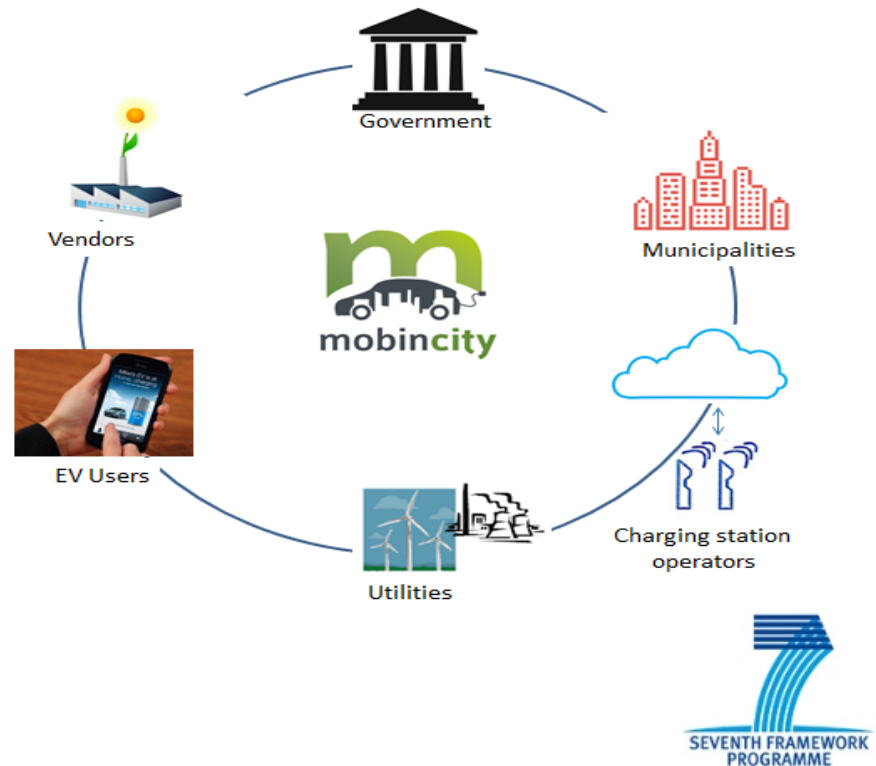 Government
Vendors
Municipalities
mobincity
EV Users
Charging station
operators
Utilities
SEVENTH FRAMEWORK
PROGRAMME